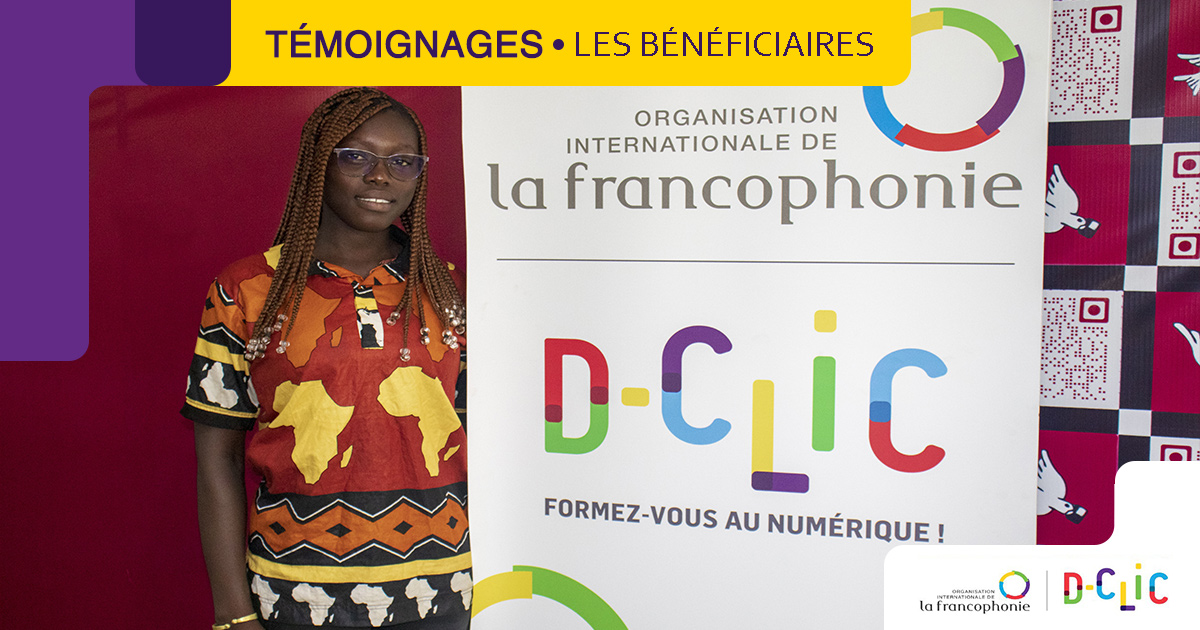 TÉMOIGNAGES • LES BÉNÉFICIAIRES
ORGANISATION
INTERNATIONALE DE
la francophonie
D-CLiC
FORMEZ-VOUS AU NUMÉRIQUE !
ORGANISATION
INTERNATIONALE DE
la francophonie
D-CLiC